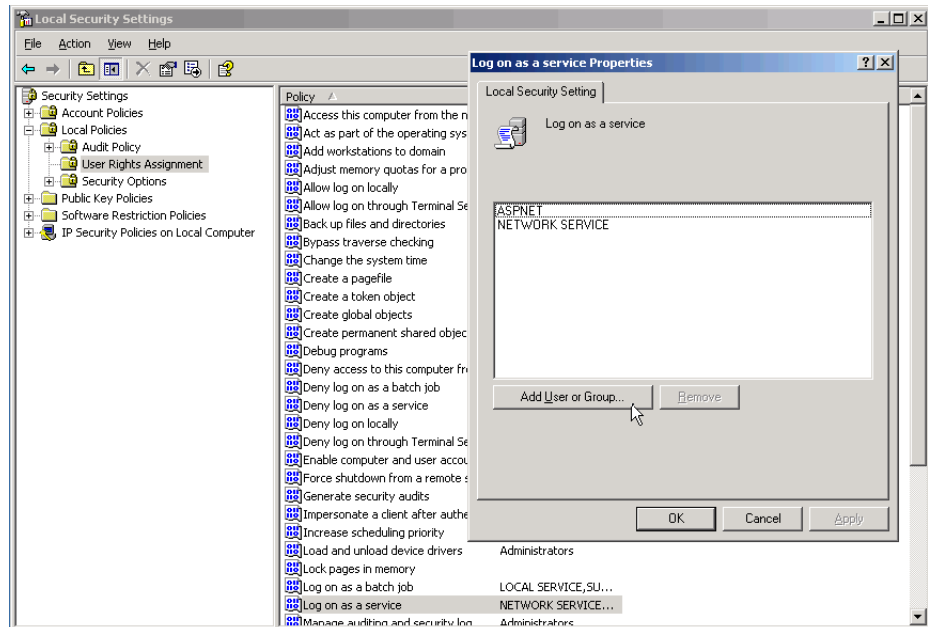 Local Security Settings
File Action View Help
Security Settings
Account Policies
Local Policies
Audit Policy
User Rights Assignment
Security Options
Public Key Policies
Software Restriction Policies
IP Security Policies on Local Computer
Policy
Access this computer from the n
Act as part of the operating sys
Add workstations to domain
Adjust memory quotas for a pro
Allow log on locally
Allow log on through Terminal Se
Back up files and directories
Bypass traverse checking
Change the system time
Create a pagefile
Create a token object
Create global objects
Create permanent shared objec
Debug programs
Deny access to this computer fr
Deny log on as a batch job
Deny log on as a service
Deny log on locally
Deny log on through Terminal Se
Enable computer and user accou
Force shutdown from a remote s
Generate security audits
Impersonate a client after authe
Increase scheduling priority
Load and unload device drivers Administrators
Lock pages in memory
Log on as a batch job LOCAL SERVICE,SU...
Log on as a service NETWORK SERVICE...
Manage auditing and security log Administrators
Log on as a service Properties
Local Security Setting
Log on as a service
ASPNET
NETWORK SERVICE
Add User or Group... Remove
OK Cancel Apply